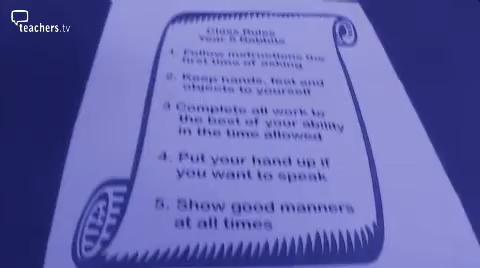 teachers.tv
Class Rules
Year 5 Rabbits
1. Follow instructions the
first time of asking
2. Keep hands, feet and
objects to yourself
3 Complete all work to
the best of your ability
in the time allowed
4. Put your hand up if
you want to speak
5. Show good manners
at all times